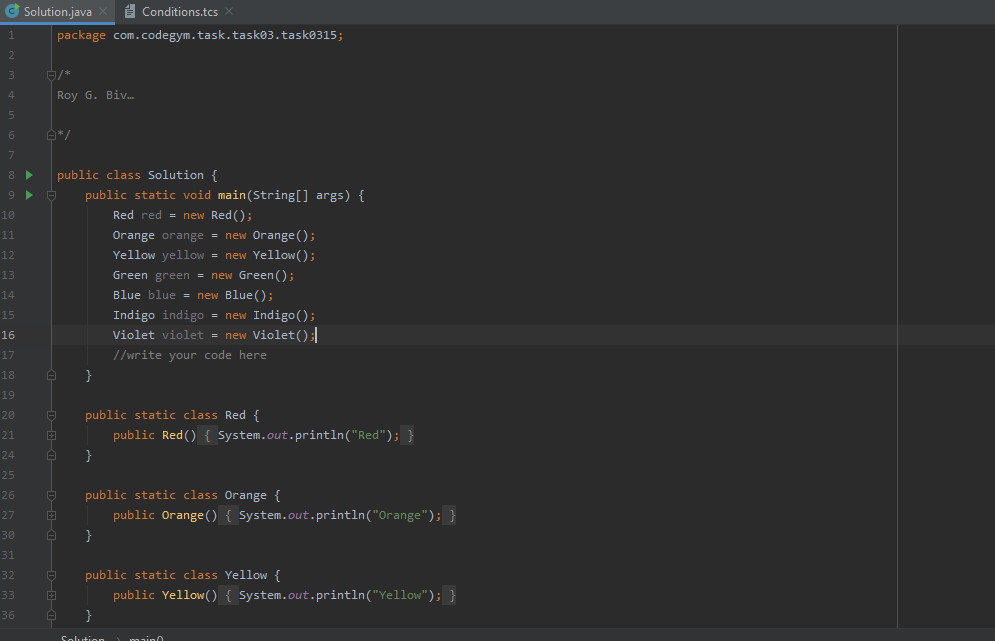 Solution.java Conditions.tcs
1 package com.codegym.task.task03.task0315;
2
3 /*
4 Roy G. Biv…
5
6 */
7
8 public class Solution {
9 public static void main(String[] args) {
10 Red red = new Red();
11 Orange orange = new Orange();
12 Yellow yellow = new Yellow();
13 Green green = new Green();
14 Blue blue = new Blue();
15 Indigo indigo = new Indigo();
16 Violet violet = new Violet();
17 //write your code here
18 }
19
20 public static class Red {
21 public Red() { System.out.println("Red"); }
24 }
25
26 public static class Orange {
27 public Orange() { System.out.println("Orange"); }
30 }
31
32 public static class Yellow {
33 public Yellow() { System.out.println("Yellow"); }
36 }
Solution main()